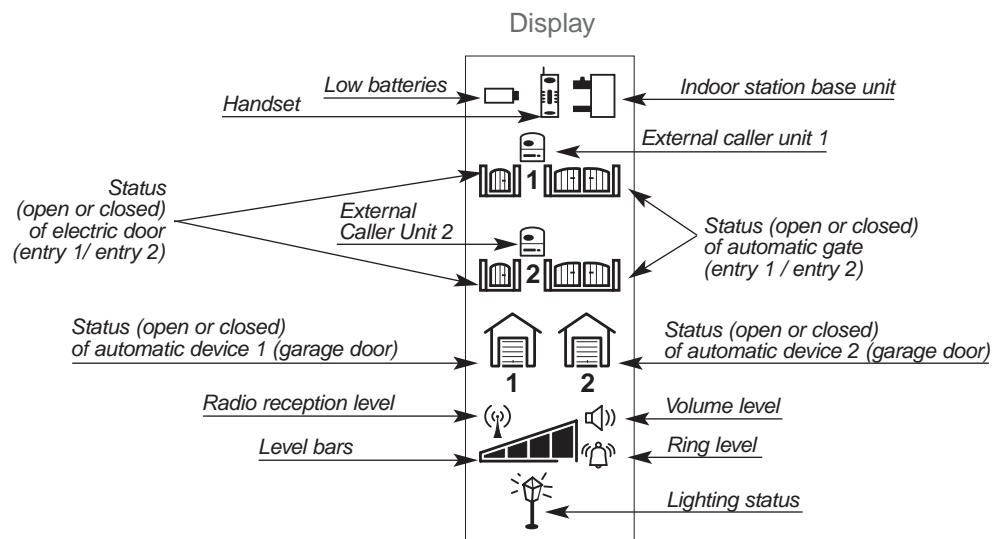 Display
Low batteries
Handset
Indoor station base unit
External caller unit 1
1
Status
(open or closed)
of electric door
(entry 1/ entry 2)
External
Caller Unit 2
Status (open or closed)
of automatic gate
(entry 1 / entry 2)
2
Status (open or closed)
of automatic device 1 (garage door)
Status (open or closed)
of automatic device 2 (garage door)
1 2
Radio reception level
Volume level
Level bars
Ring level
Lighting status